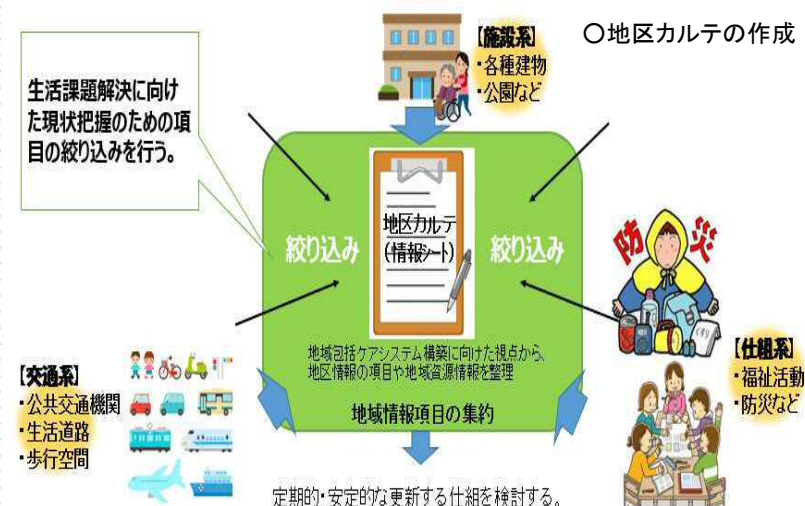 〇地区カルテの作成
【施設系】
・各種建物
・公園など
生活課題解決に向け
た現状把握のための項
目の絞り込みを行う。
絞り込み
地区カルテ
(情報シート)
絞り込み
防災
地域包括ケアシステム構築に向けた視点から、
地区情報の項目や地域資源情報を整理
地域情報項目の集約
【交通系】
・公共交通機関
・生活道路
・歩行空間
【仕組系】
・福祉活動
・防災など
定期的・安定的な更新する仕組を検討する。